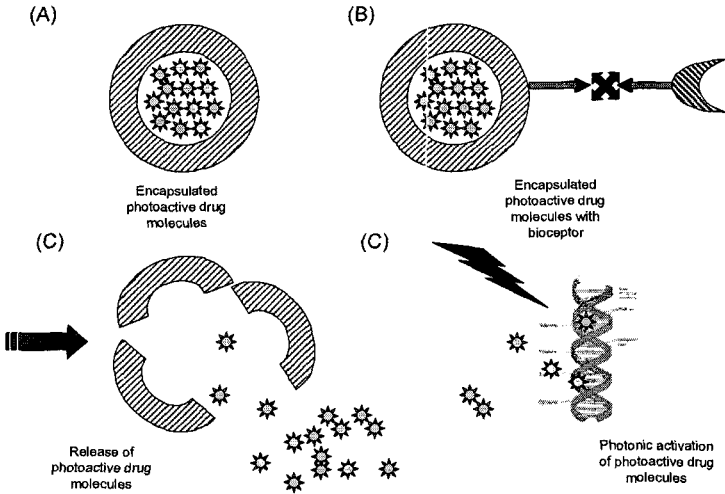 (A)
(B)
Encapsulated
photoactive drug
molecules
Encapsulated
photoactive drug
molecules with
bioceptor
(C)
(C)
Release of
photoactive drug
molecules
Photonic activation
of photoactive drug
molecules